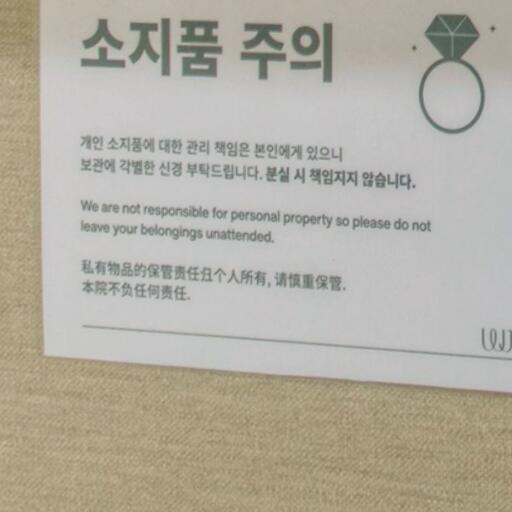 소지품 주의
개인 소지품에 대한 관리 책임은 본인에게 있으니
보관에 각별한 신경 부탁드립니다. 분실 시 책임지지 않습니다.
We are not responsible for personal property so please do not
leave your belongings unattended.
私有物品的保管责任丑个人所有, 请慎重保管.
本院不负任何责任.